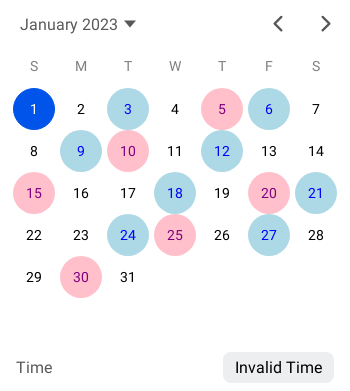 January 2023
S M T W T F S
1 2 3 4 5 6 7
8 9 10 11 12 13 14
15 16 17 18 19 20 21
22 23 24 25 26 27 28
29 30 31
Time Invalid Time